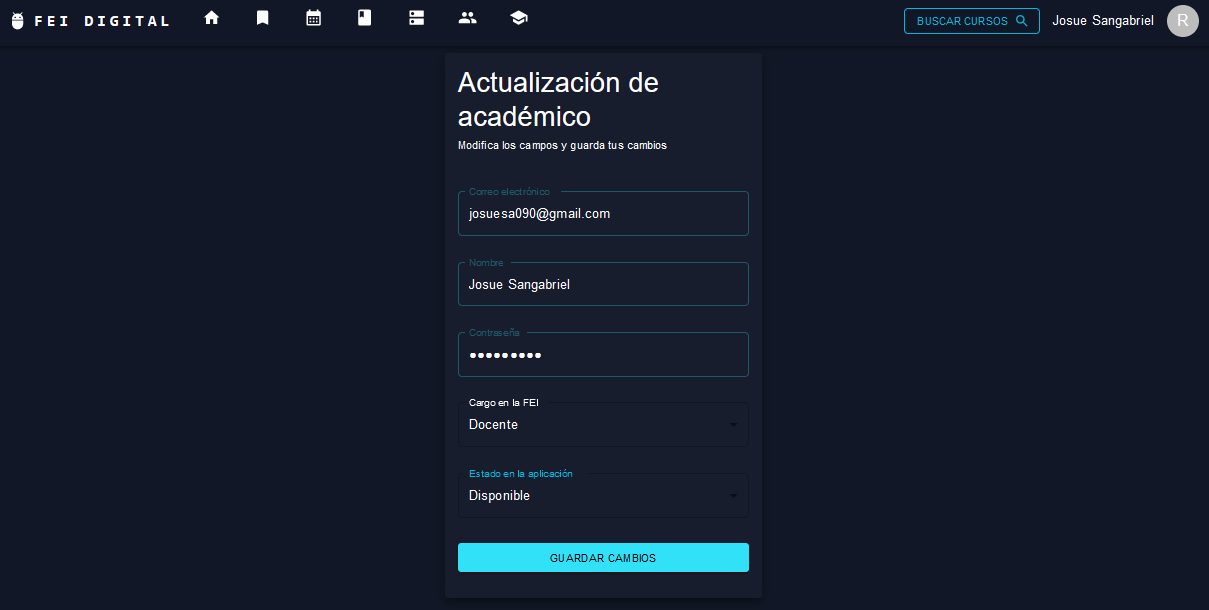 FEI DIGITAL
BUSCAR CURSOS
Josue Sangabriel
R
Actualización de
académico
Modifica los campos y guarda tus cambios
Correo electrónico
josuesa090@gmail.com
Nombre
Josue Sangabriel
Contraseña
•••••••••
Cargo en la FEI
Docente
Estado en la aplicación
Disponible
GUARDAR CAMBIOS